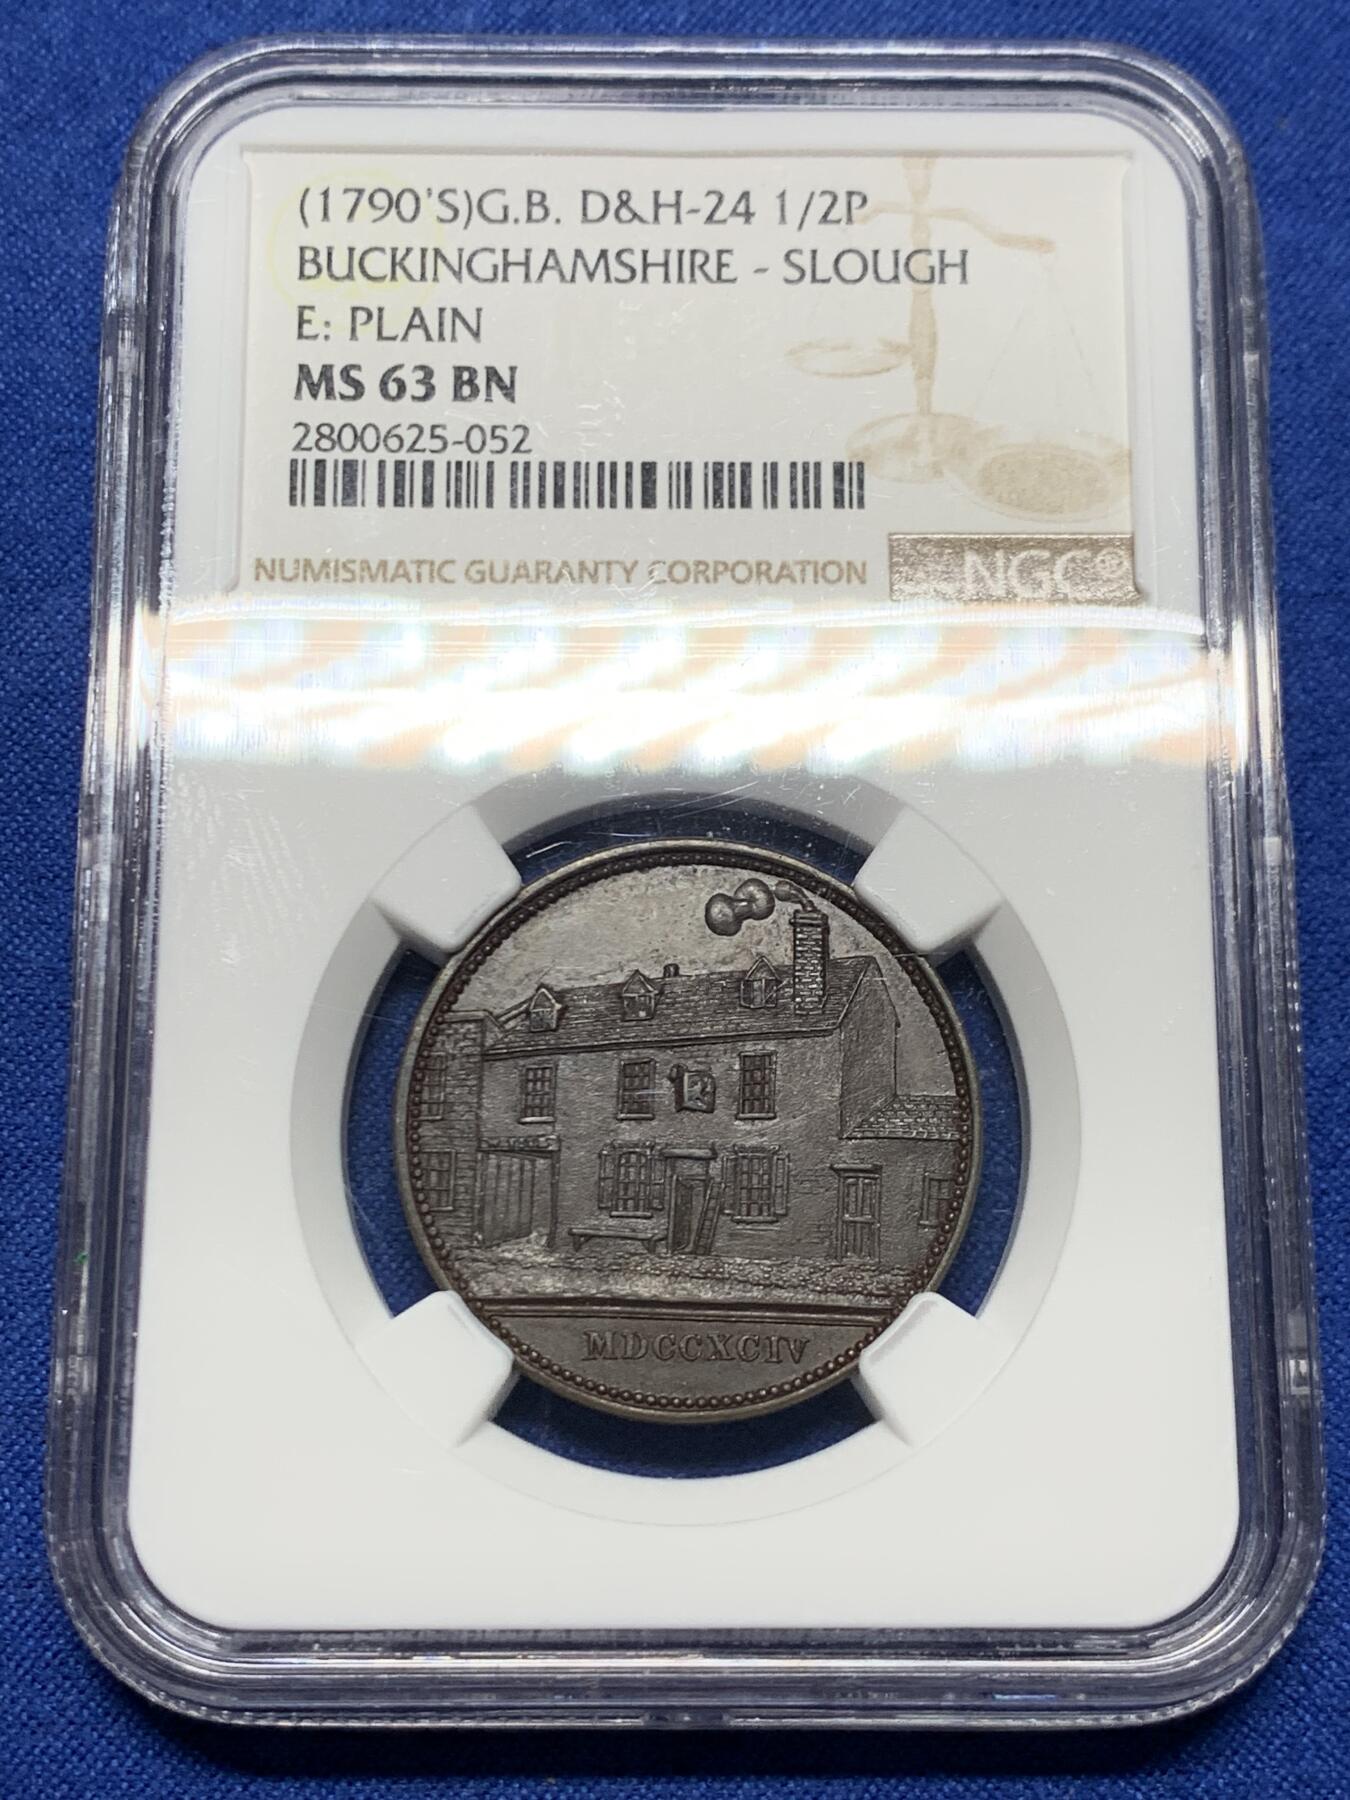 (1790'S)G.B. D&H-24 1/2P
BUCKINGHAMSHIRE - SLOUGH
E: PLAIN
MS 63 BN
2800625-052
NUMISMATIC GUARANTY CORPORATION
NGC®
MDCCXCIV